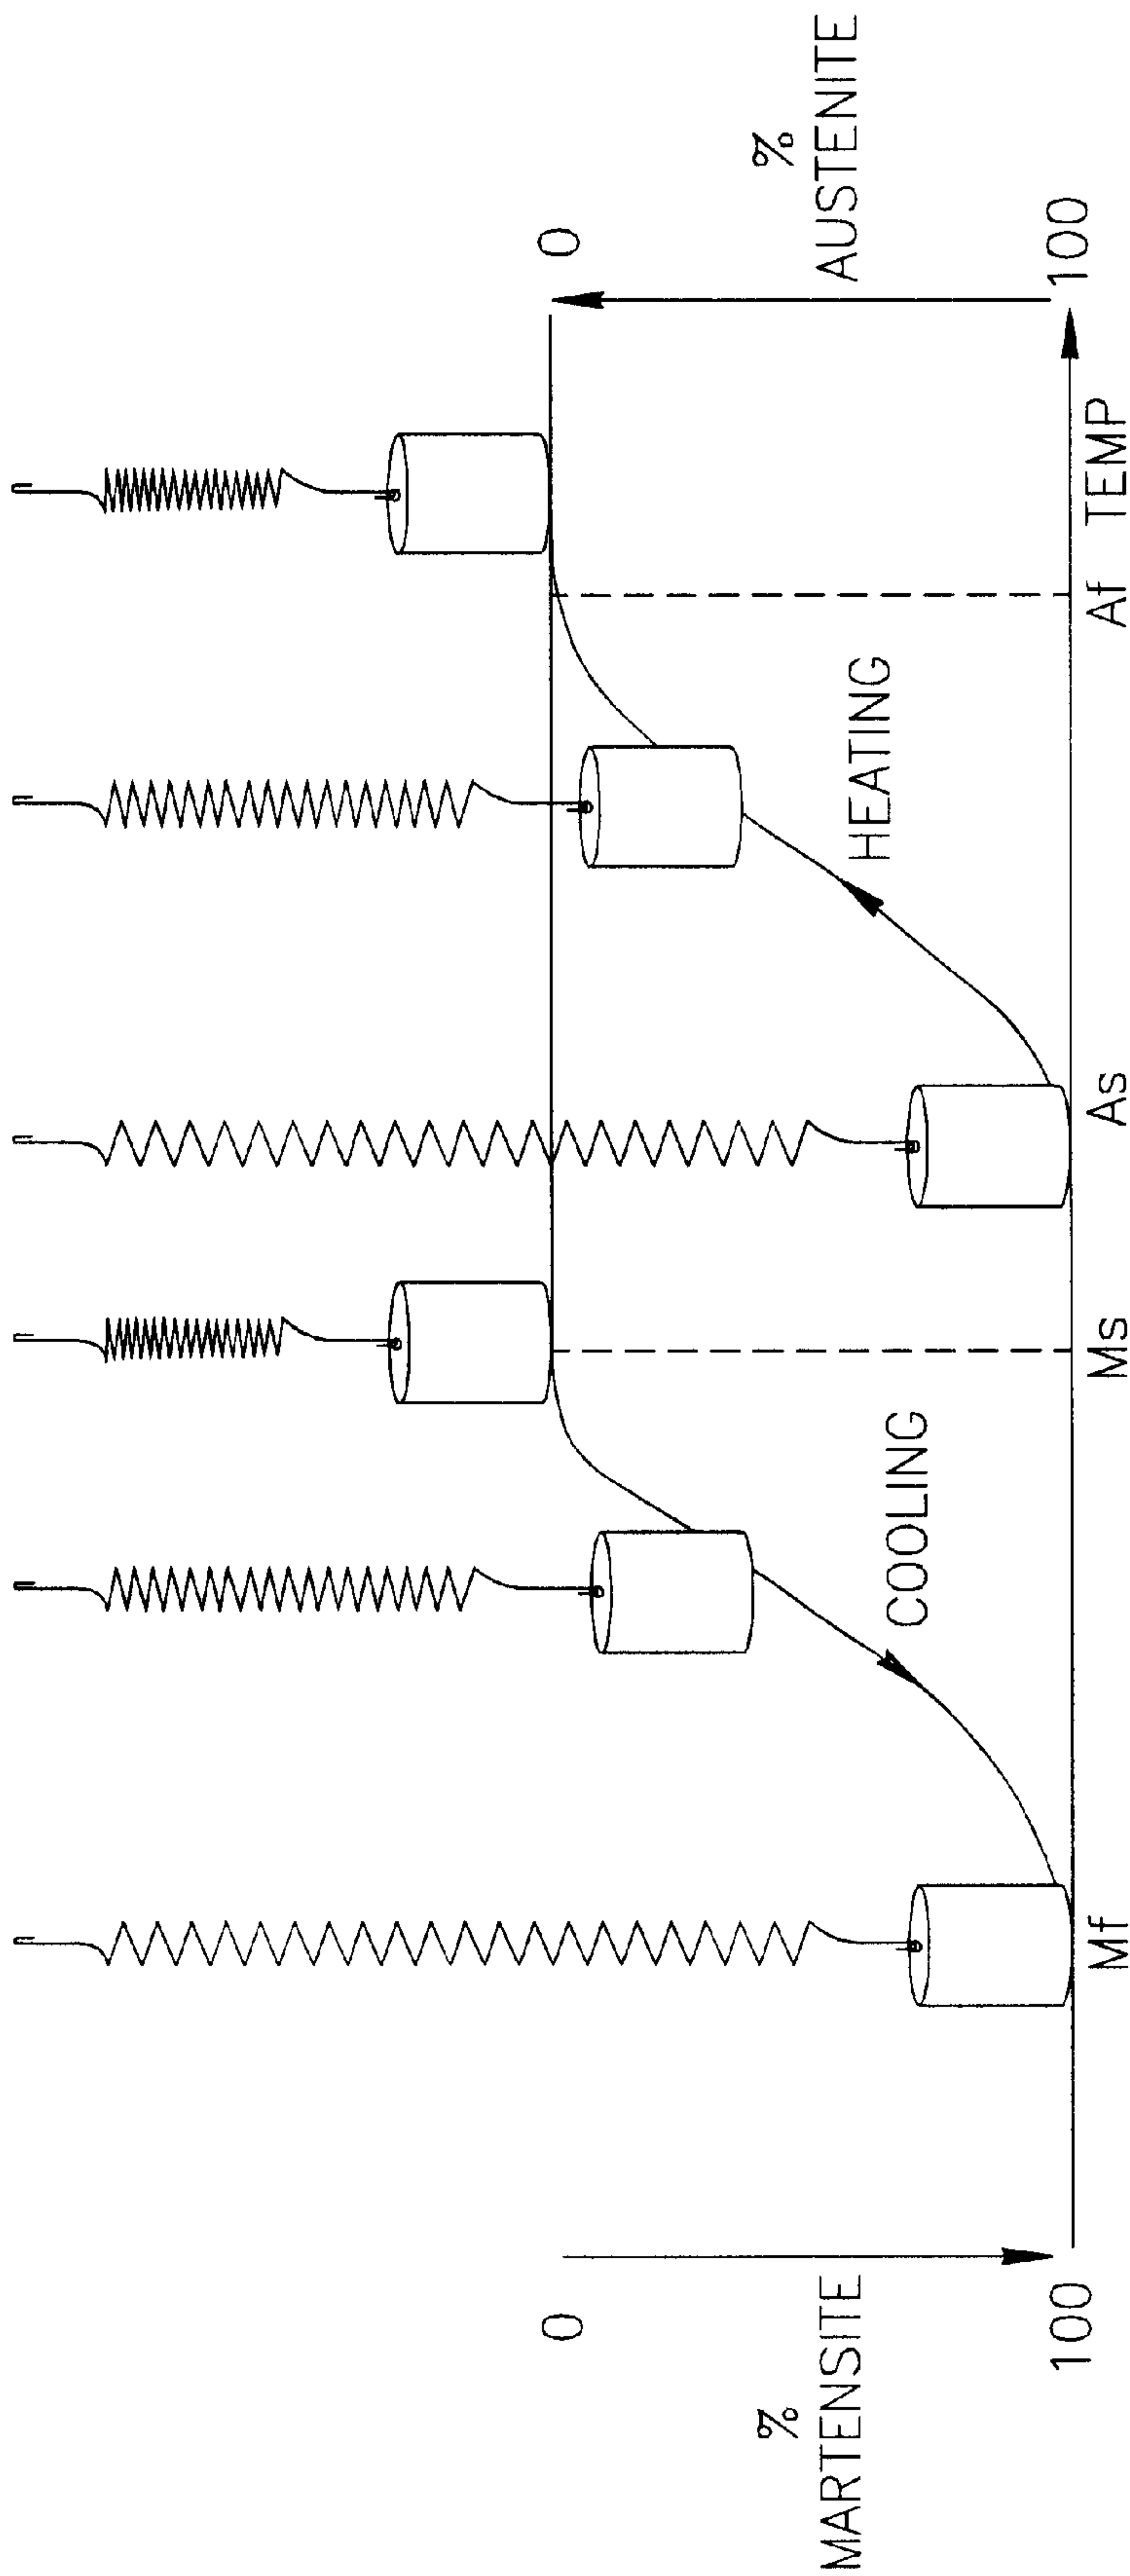 0
%
MARTENSITE
100
COOLING
HEATING
0
%
AUSTENITE
100
Mf
Ms
As
Af
TEMP